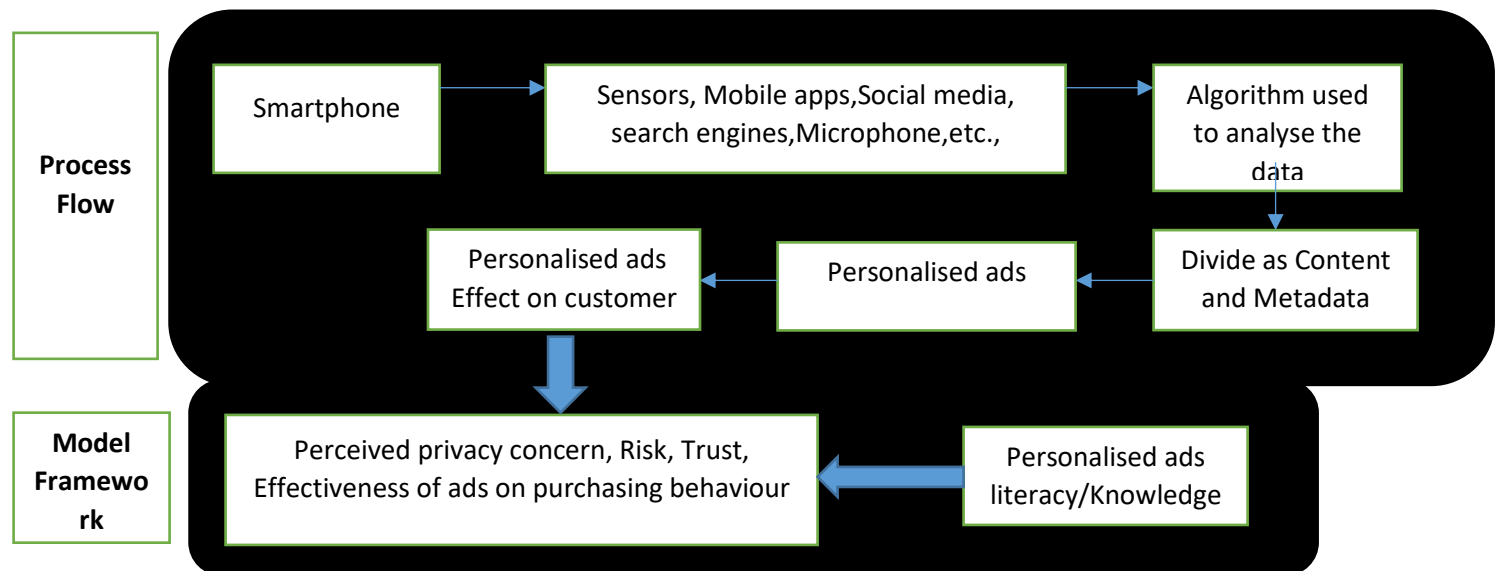 Process
Flow
Smartphone
Sensors, Mobile apps,Social media,
search engines,Microphone,etc.,
Algorithm used
to analyse the
data
Personalised ads
Effect on customer
Personalised ads
Divide as Content
and Metadata
Model
Framewo
rk
Perceived privacy concern, Risk, Trust,
Effectiveness of ads on purchasing behaviour
Personalised ads
literacy/Knowledge